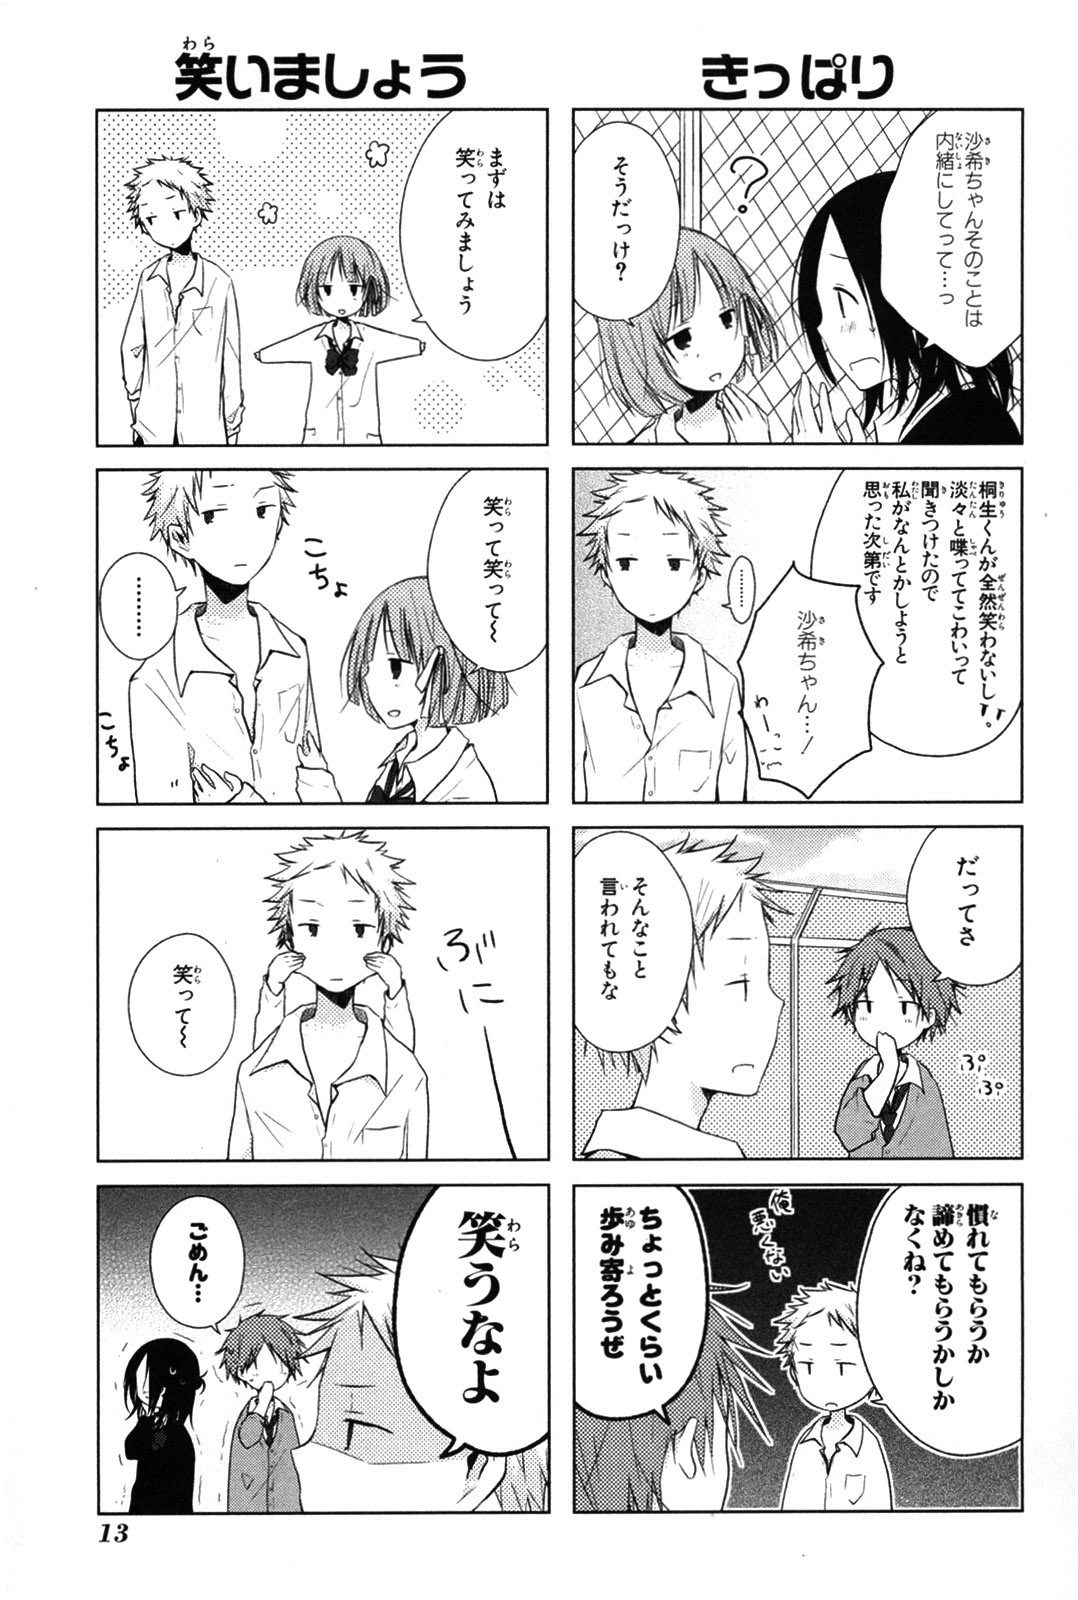 きっぱり
沙希ちゃんそのことは
内緒にしてって…っ
？
そうだっけ？
桐生くんが全然笑わないし
淡々と喋っててこわいって
聞きつけたので
私がなんとかしようと
思った次第です。
沙希ちゃん…！
わーっ
………
だってさ
ぷぷ
そんなこと
言われてもな
慣れてもらうか
諦めてもらうかしか
なくね？
俺
悪くない
ちょっとくらい
歩み寄ろうぜ
笑いましょう
まずは
笑ってみましょう
笑って笑って〜
こちょ
こちょ
………
ぶにー
笑って〜
笑うなよ
ごめん…
13